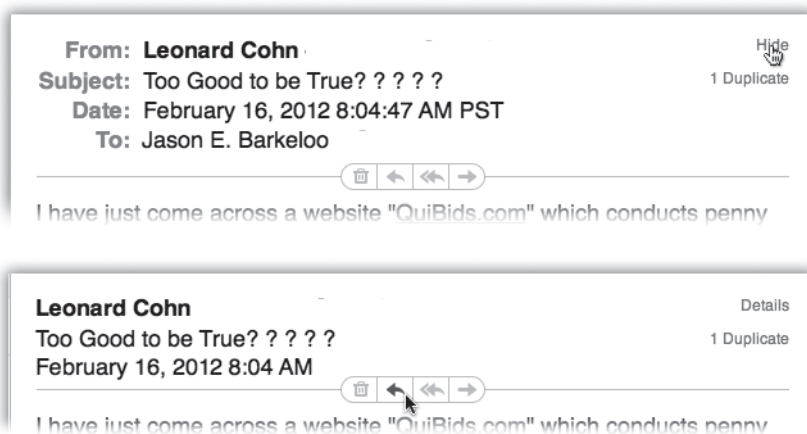 From: Leonard Cohn
Hide
Subject: Too Good to be True? ? ? ? ?
1 Duplicate
Date: February 16, 2012 8:04:47 AM PST
To: Jason E. Barkeloo
I have just come across a website "QuiBids.com" which conducts penny
Leonard Cohn
Details
Too Good to be True? ? ? ? ?
1 Duplicate
February 16, 2012 8:04 AM
I have just come across a website "QuiBids.com" which conducts penny